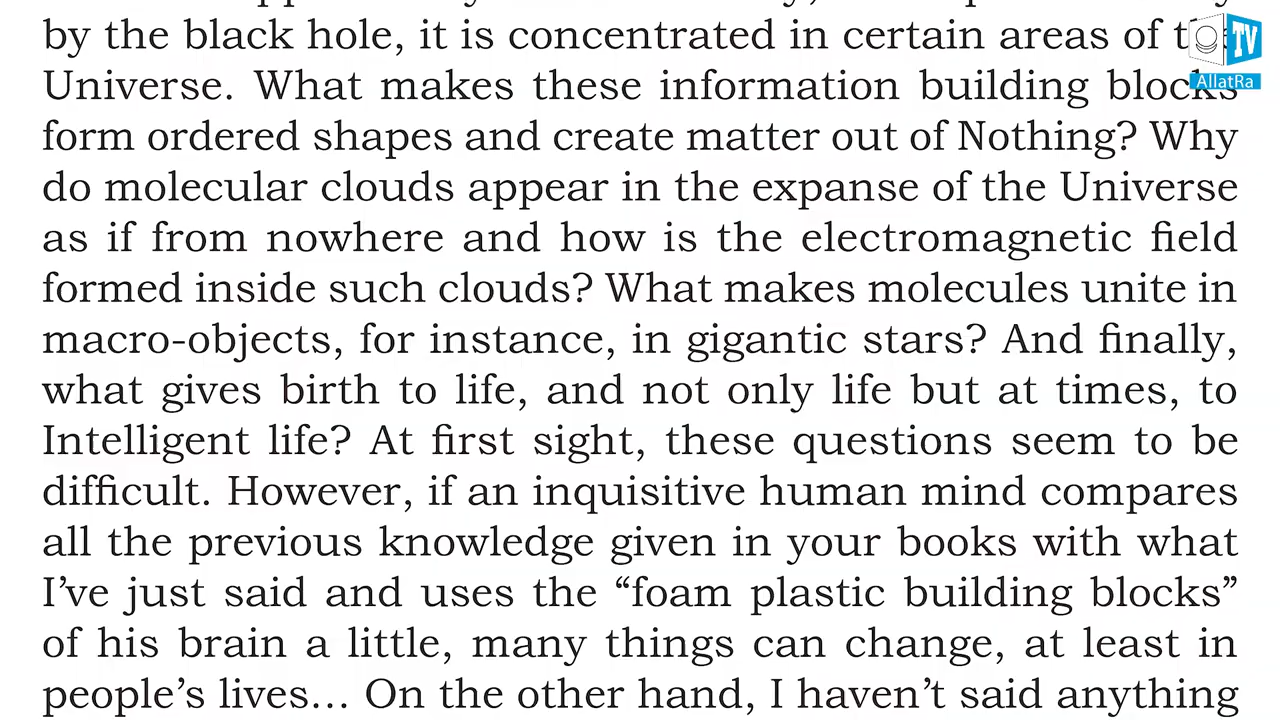 by the black hole, it is concentrated in certain areas of the
Universe. What makes these information building blocks
form ordered shapes and create matter out of Nothing? Why
do molecular clouds appear in the expanse of the Universe
as if from nowhere and how is the electromagnetic field
formed inside such clouds? What makes molecules unite in
macro-objects, for instance, in gigantic stars? And finally,
what gives birth to life, and not only life but at times, to
Intelligent life? At first sight, these questions seem to be
difficult. However, if an inquisitive human mind compares
all the previous knowledge given in your books with what
I’ve just said and uses the “foam plastic building blocks”
of his brain a little, many things can change, at least in
people’s lives... On the other hand, I haven’t said anything
TV
AllatRa